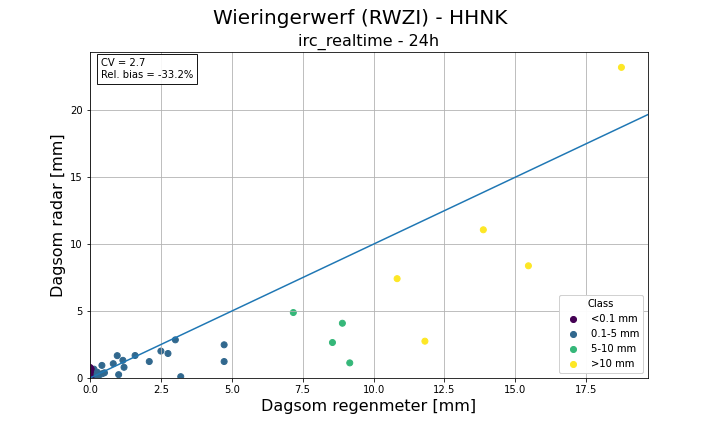 Wieringerwerf (RWZI) - HHNK
irc_realtime - 24h
CV = 2.7
Rel. bias = -33.2%
Dagsom radar [mm]
20
15
10
5
0
0.0 2.5 5.0 7.5 10.0 12.5 15.0 17.5
Dagsom regenmeter [mm]
Class
<0.1 mm
0.1-5 mm
5-10 mm
>10 mm